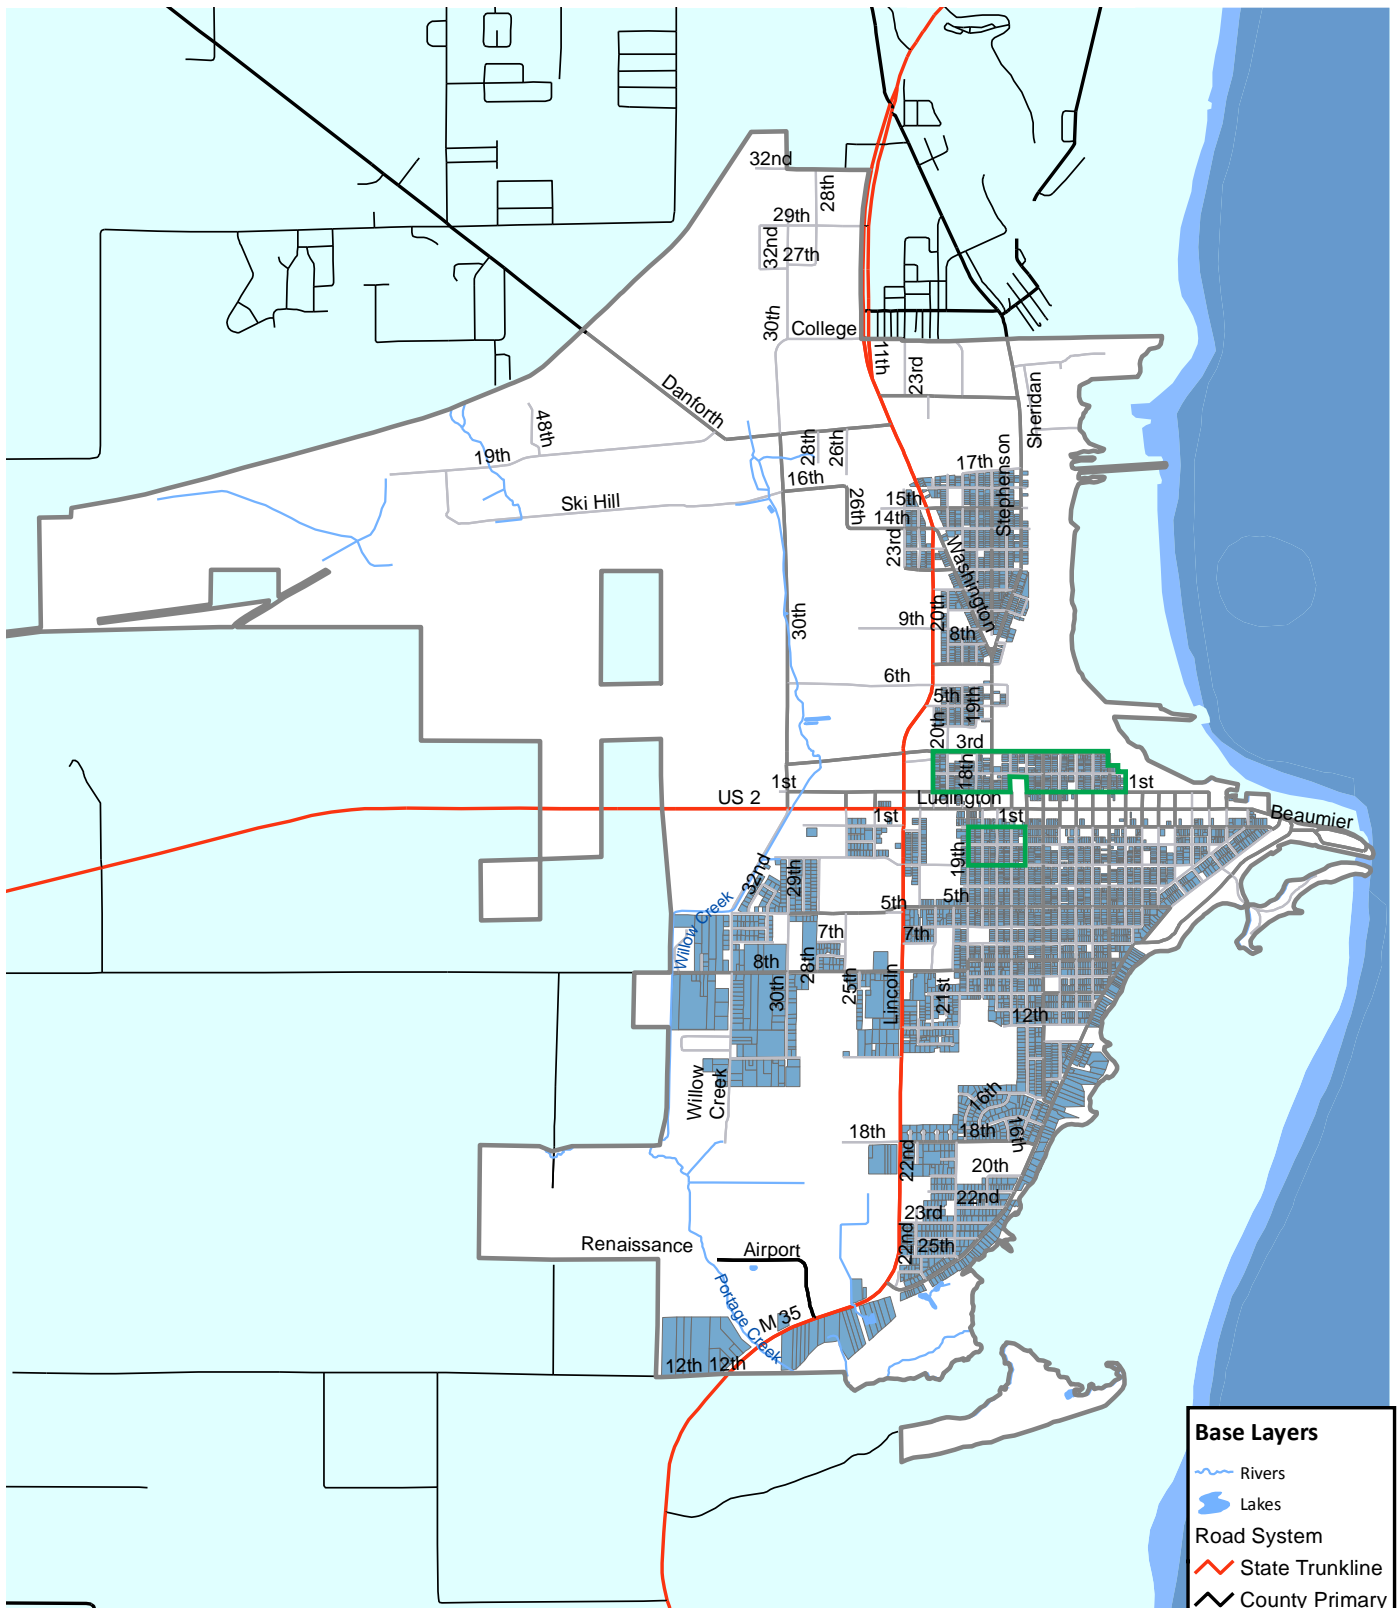 32nd
28th
29th
32nd
27th
30th
College
11th
23rd
Sheridan
Danforth
48th
28th
26th
19th
17th
Stephenson
16th
Ski Hill
26th
15th
14th
23rd
Washington
20th
30th
9th
8th
6th
5th
19th
20th
3rd
18th
1st
1st
US 2
Ludington
1st
1st
Beaumier
19th
32nd
29th
5th
5th
Willow Creek
7th
7th
8th
28th
30th
25th
Lincoln
21st
12th
Willow
Creek
16th
16th
18th
18th
22nd
20th
22nd
23rd
22nd
25th
Renaissance
Airport
Portage Creek
M 35
12th
12th
Base Layers
Rivers
Lakes
Road System
State Trunkline
County Primary